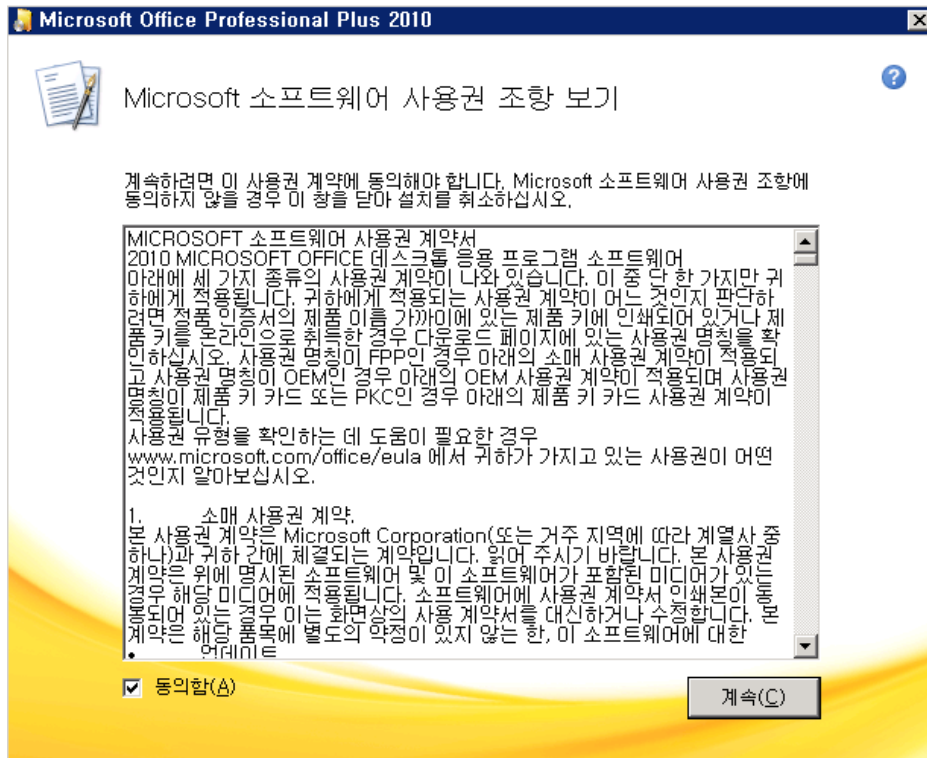 Microsoft Office Professional Plus 2010
Microsoft 소프트웨어 사용권 조항 보기
계속하려면 이 사용권 계약에 동의해야 합니다. Microsoft 소프트웨어 사용권 조항에
동의하지 않을 경우 이 창을 닫아 설치를 취소하십시오.
MICROSOFT 소프트웨어 사용권 계약서
2010 MICROSOFT OFFICE 데스크톱 응용 프로그램 소프트웨어
아래에 세 가지 종류의 사용권 계약이 나와 있습니다. 이 중 단 한 가지만 귀
하에게 적용됩니다. 귀하에게 적용되는 사용권 계약이 어느 것인지 판단하
려면 정품 인증서의 제품 이름 가까이에 있는 제품 키에 인쇄되어 있거나 제
품 키를 온라인으로 취득한 경우 다운로드 페이지에 있는 사용권 명칭을 확
인하십시오. 사용권 명칭이 FPP인 경우 아래의 소매 사용권 계약이 적용되
고 사용권 명칭이 OEM인 경우 아래의 OEM 사용권 계약이 적용되며 사용권
명칭이 제품 키 카드 또는 PKC인 경우 아래의 제품 키 카드 사용권 계약이
적용됩니다.
사용권 유형을 확인하는 데 도움이 필요한 경우
www.microsoft.com/office/eula 에서 귀하가 가지고 있는 사용권이 어떤
것인지 알아보십시오.
1. 소매 사용권 계약.
본 사용권 계약은 Microsoft Corporation(또는 거주 지역에 따라 계열사 중
하나)과 귀하 간에 체결되는 계약입니다. 읽어 주시기 바랍니다. 본 사용권
계약은 위에 명시된 소프트웨어 및 이 소프트웨어가 포함된 미디어가 있는
경우 해당 미디어에 적용됩니다. 소프트웨어에 사용권 계약서 인쇄본이 동
봉되어 있는 경우 이는 화면상의 사용 계약서를 대신하거나 수정합니다. 본
계약은 해당 품목에 별도의 약정이 있지 않는 한, 이 소프트웨어에 대한
• 업데이트
동의함(A)
계속(C)